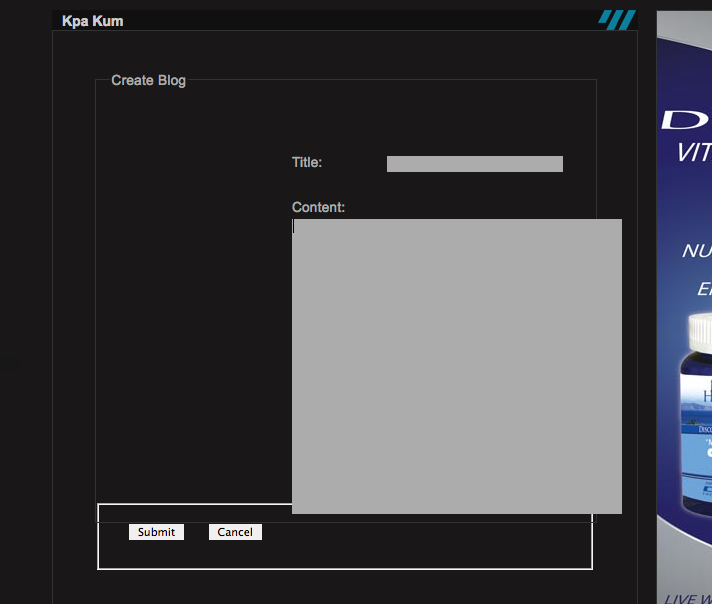 Kpa Kum
Create Blog
Title:
Content:
Submit
Cancel
VIT
NU
LIVE W